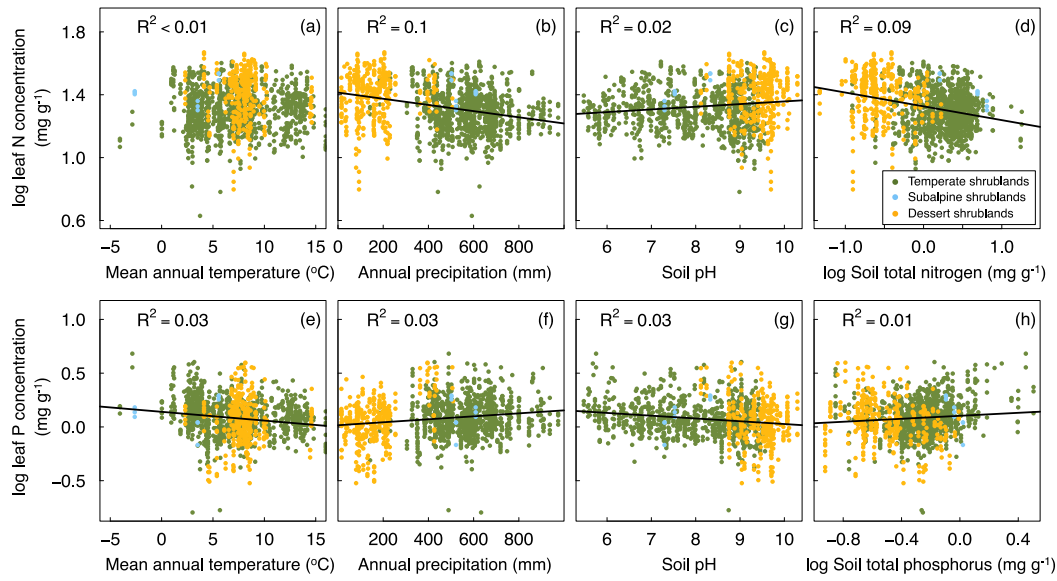 log leaf N concentration
(mg g-1)
1.8
1.4
1.0
0.6
R2 < 0.01
(a)
−5
0
5
10
15
Mean annual temperature (oC)
R2 = 0.1
(b)
0
200
400
600
800
Annual precipitation (mm)
R2 = 0.02
(c)
6
7
8
9
10
Soil pH
R2 = 0.09
(d)
Temperate shrublands
Subalpine shrublands
Dessert shrublands
−1.0
0.0
1.0
log Soil total nitrogen (mg g-1)
log leaf P concentration
(mg g-1)
1.0
0.5
0.0
−0.5
R2 = 0.03
(e)
−5
0
5
10
15
Mean annual temperature (oC)
R2 = 0.03
(f)
0
200
400
600
800
Annual precipitation (mm)
R2 = 0.03
(g)
6
7
8
9
10
Soil pH
R2 = 0.01
(h)
−0.8
−0.4
0.0
0.4
log Soil total phosphorus (mg g-1)